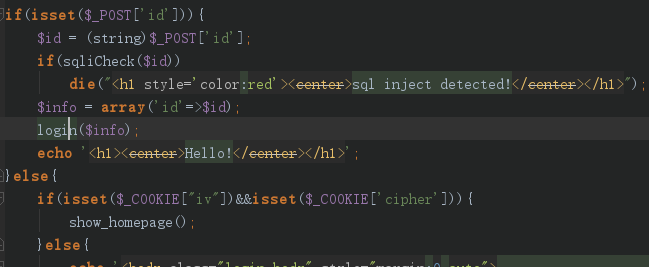 if(isset($_POST['id'])){
$id = (string)$_POST['id'];
if(sqliCheck($id))
die("<h1 style='color:red'><center>sql inject detected!</center></h1>");
$info = array('id'=>$id);
login($info);
echo '<h1><center>Hello!</center></h1>';
}else{
if(isset($_COOKIE["iv"])&&isset($_COOKIE['cipher'])){
show_homepage();
}else{
echo '<body class="login-body" style="margin:0 auto">